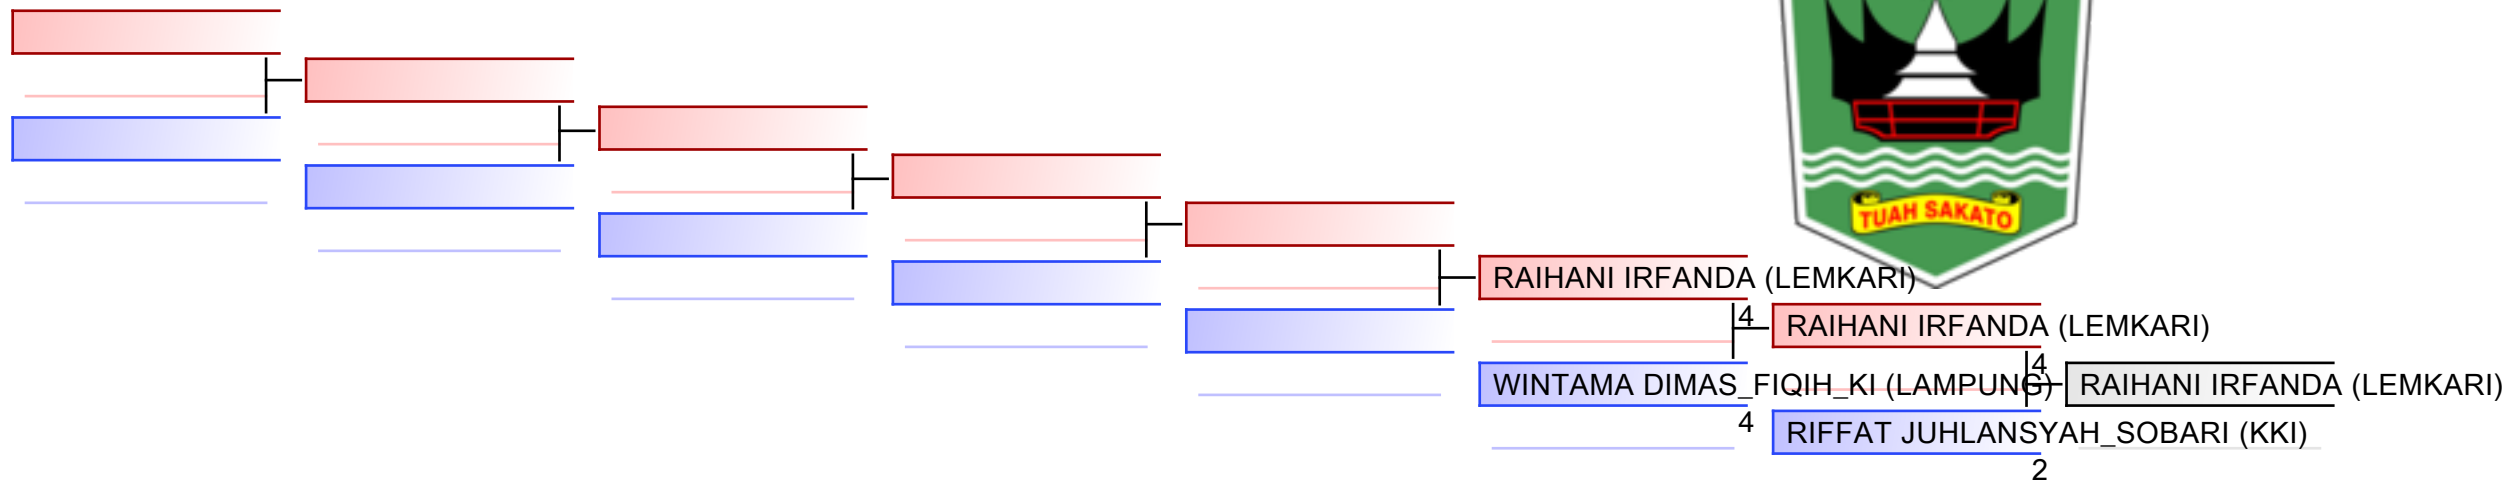 TUAH SAKATO
RAIHANI IRFANDA (LEMKARI)
4
RAIHANI IRFANDA (LEMKARI)
4
WINTAMA DIMAS_FIQIH_KI (LAMPUNG)
RAIHANI IRFANDA (LEMKARI)
4
RIFFAT JUHLANSYAH_SOBARI (KKI)
2